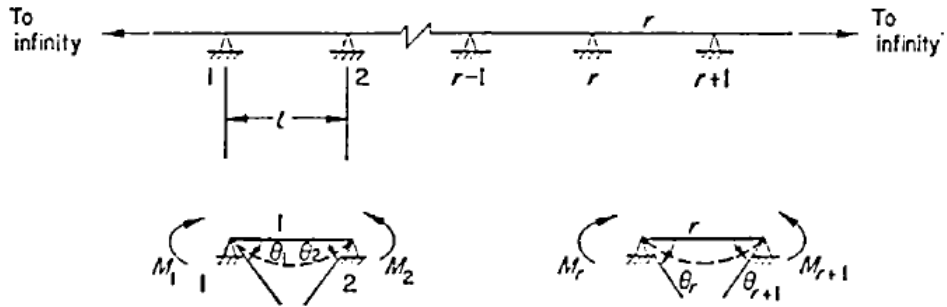 To infinity
r
To infinity
1
2
r−1
r
r+1
l
1
r
M₁
θ₁
θ₂
M₂
Mᵣ
θᵣ
θᵣ₊₁
Mᵣ₊₁
1
2